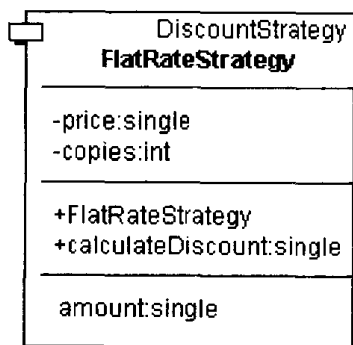 DiscountStrategy
FlatRateStrategy
-price:single
-copies:int
+FlatRateStrategy
+calculateDiscount:single
amount:single